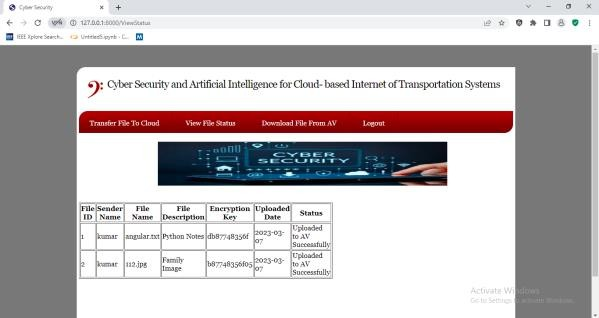 Cyber Security
127.0.0.1:8000/ViewStatus
IEEE Xplore Search...
Untitled5.ipynb - C...
M
Cyber Security and Artificial Intelligence for Cloud- based Internet of Transportation Systems
Transfer File To Cloud View File Status Download File From AV Logout
CYBER
SECURITY
File ID Sender Name File Name File Description Encryption Key Uploaded Date Status
1 kumar angular.txt Python Notes db87748356f 2023-03-07 Uploaded to AV Successfully
2 kumar 112.jpg Family Image b87748356f05 2023-03-07 Uploaded to AV Successfully
Activate Windows
Go to Settings to activate Windows.